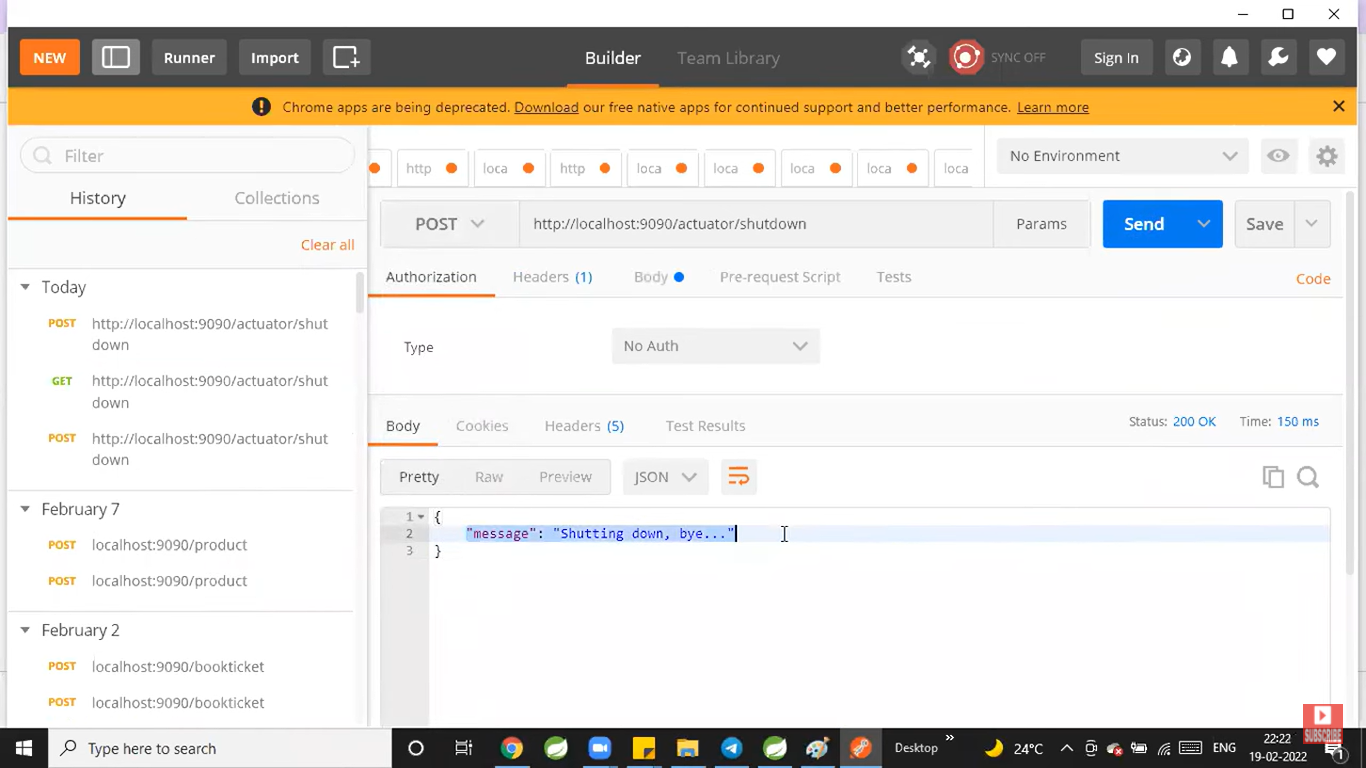 NEW
Runner
Import
Builder
Team Library
SYNC OFF
Sign In
Chrome apps are being deprecated. Download our free native apps for continued support and better performance. Learn more
Filter
History
Collections
Clear all
Today
POST http://localhost:9090/actuator/shut
down
GET http://localhost:9090/actuator/shut
down
POST http://localhost:9090/actuator/shut
down
February 7
POST localhost:9090/product
POST localhost:9090/product
February 2
POST localhost:9090/bookticket
POST localhost:9090/bookticket
http
loca
http
loca
loca
loca
loca
loca
No Environment
POST
http://localhost:9090/actuator/shutdown
Params
Send
Save
Authorization
Headers (1)
Body
Pre-request Script
Tests
Code
Type
No Auth
Body
Cookies
Headers (5)
Test Results
Status: 200 OK
Time: 150 ms
Pretty
Raw
Preview
JSON
1 {
2 "message": "Shutting down, bye..."
3 }
SUBSCRIBE
Type here to search
Desktop
24°C
ENG
22:22
19-02-2022
1